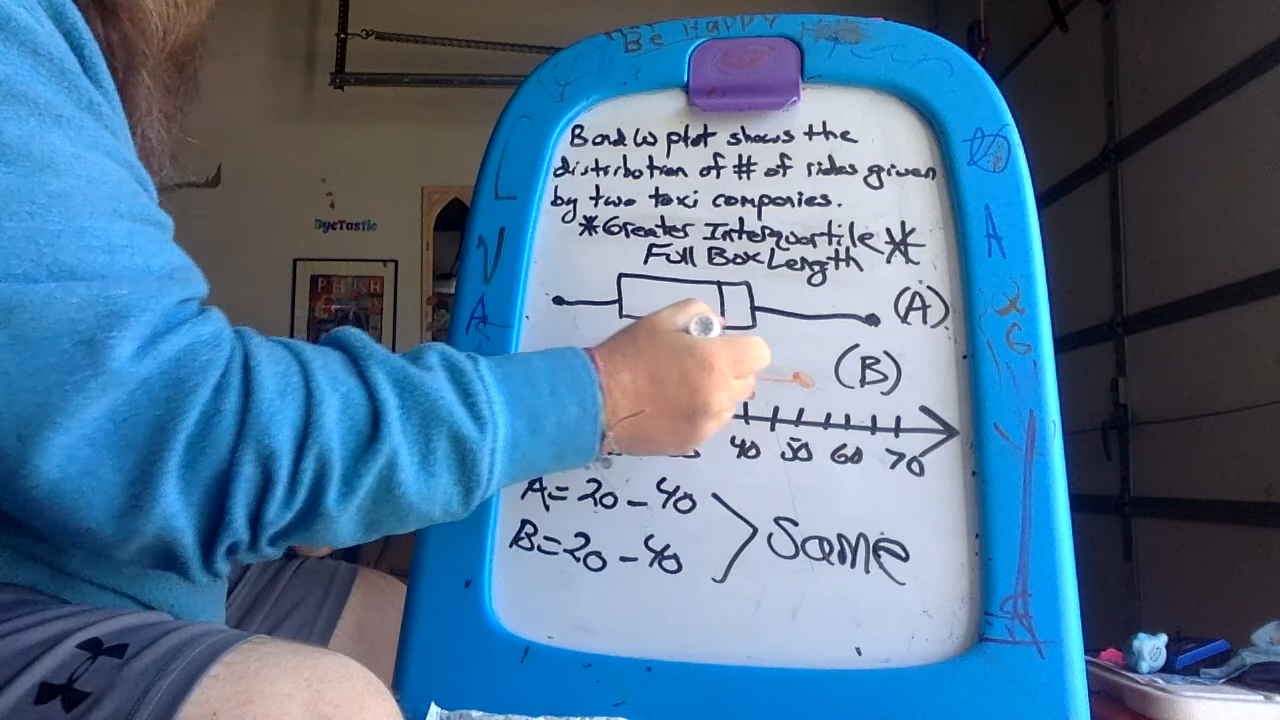 Be Happy
B and W plot shows the
distribution of # of rides given
by two taxi companies.
*Greater Interquartile*
Full Box Length
(A)
(B)
40 50 60 70
A=20-40
B=20-40
Same
DyeTastic
PHISH
L
V
A
A